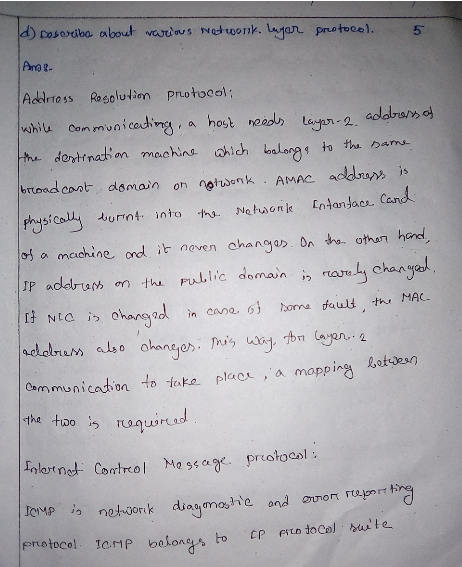 d) Describe about various Network. layer protocol. 5
Ans:-
Address Resolution protocol:
while communicating, a host needs Layer-2 address of
the destination machine which belongs to the same
broadcast domain or network. A MAC address is
physically burnt into the Network Interface Card
of a machine and it never changes. On the other hand,
IP address on the public domain is rarely changed.
If NIC is changed in case of some fault, the MAC
address also changes. This way, for Layer-2
communication to take place, a mapping between
the two is required.
Internet Control Message protocol:
ICMP is network diagonastic and error reporting
protocol. ICMP belongs to IP protocol suite